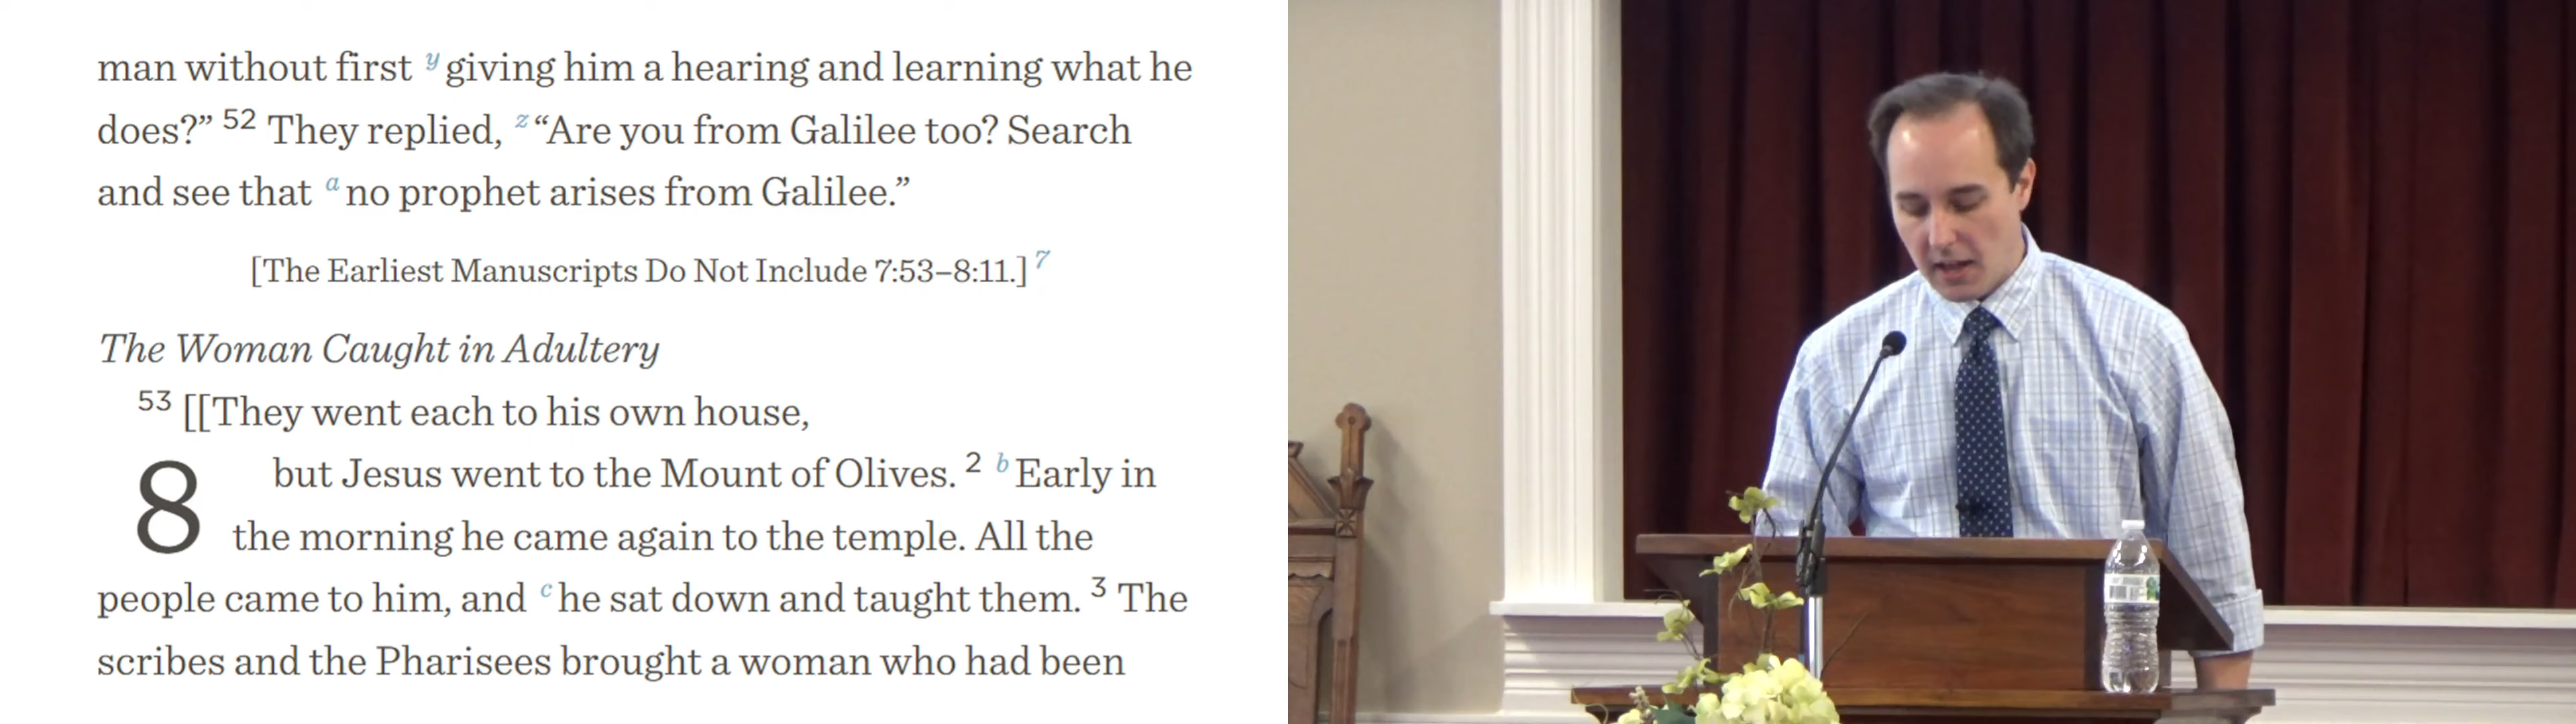 man without first y giving him a hearing and learning what he
does?” 52 They replied, z “Are you from Galilee too? Search
and see that a no prophet arises from Galilee.”
[The Earliest Manuscripts Do Not Include 7:53–8:11.] 7
The Woman Caught in Adultery
53 [[They went each to his own house,
8 but Jesus went to the Mount of Olives. 2 b Early in
the morning he came again to the temple. All the
people came to him, and c he sat down and taught them. 3 The
scribes and the Pharisees brought a woman who had been